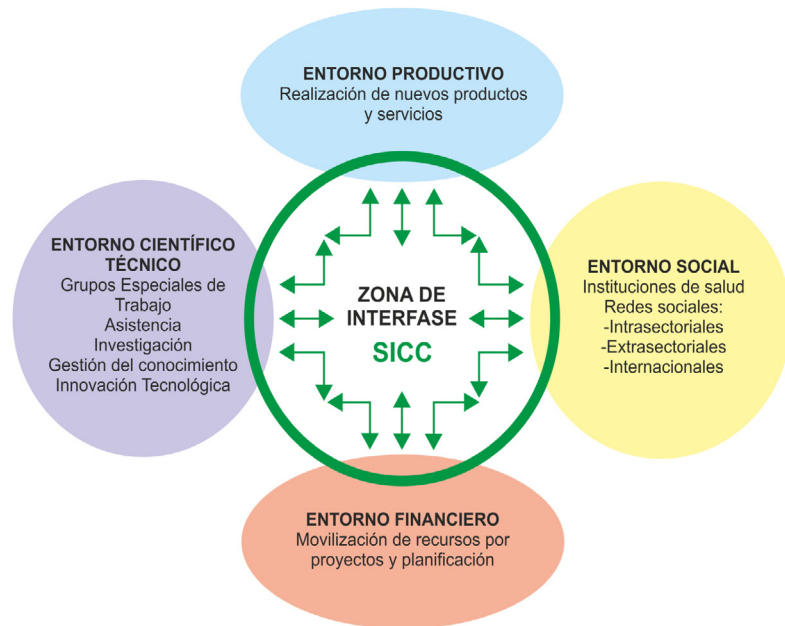 ENTORNO PRODUCTIVO
Realización de nuevos productos
y servicios
ENTORNO CIENTÍFICO
TÉCNICO
Grupos Especiales de
Trabajo
Asistencia
Investigación
Gestión del conocimiento
Innovación Tecnológica
ZONA DE
INTERFASE
SICC
ENTORNO SOCIAL
Instituciones de salud
Redes sociales:
-Intrasectoriales
-Extrasectoriales
-Internacionales
ENTORNO FINANCIERO
Movilización de recursos por
proyectos y planificación